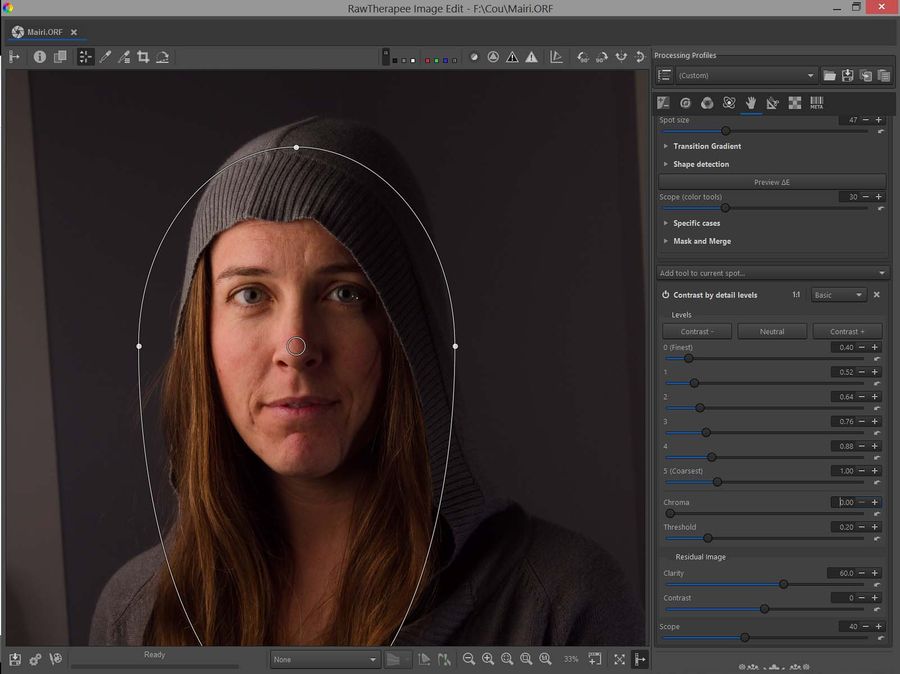 RawTherapee Image Edit - F:\Cou\Mairi.ORF
Mairi.ORF
Processing Profiles
(Custom)
META
Spot size 47
Transition Gradient
Shape detection
Preview ΔE
Scope (color tools) 30
Specific cases
Mask and Merge
Add tool to current spot...
Contrast by detail levels 1:1 Basic
Levels
Contrast - Neutral Contrast +
0 (Finest) 0.40
1 0.52
2 0.64
3 0.76
4 0.88
5 (Coarsest) 1.00
Chroma 0.00
Threshold 0.20
Residual Image
Clarity 60.0
Contrast 0
Scope 40
Ready
None
33%